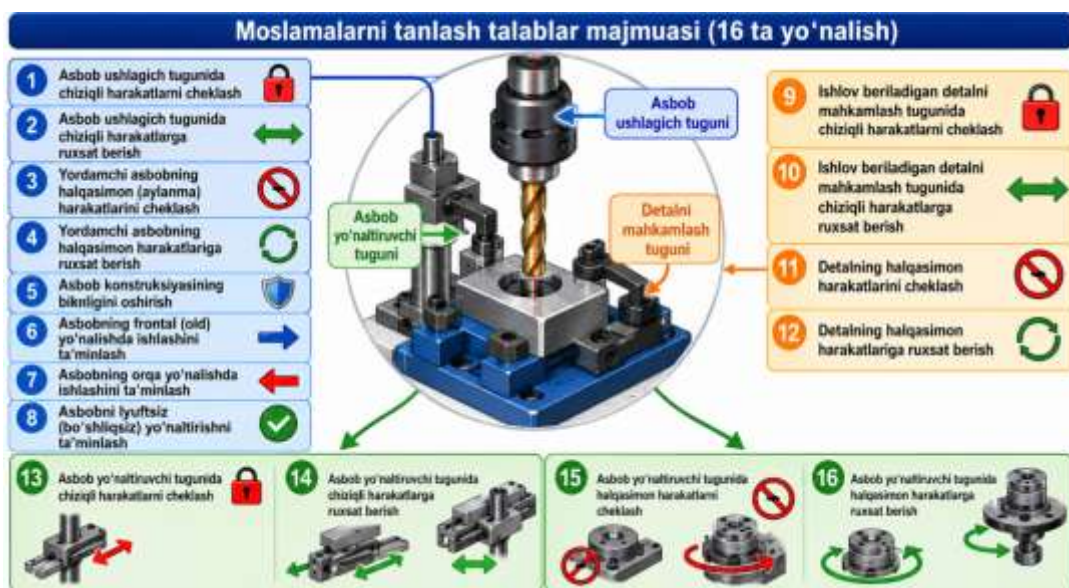 Moslamalarni tanlash talablar majmuasi (16 ta yo‘nalish)
1
Asbob ushlagich tugunida
chiziqli harakatlarni cheklash
2
Asbob ushlagich tugunida
chiziqli harakatlarga
ruxsat berish
3
Yordamchi asbobning
halqasimon (aylanma)
harakatlarini cheklash
4
Yordamchi asbobning
halqasimon harakatlariga
ruxsat berish
5
Asbob konstruksiyasining
bikrligini oshirish
6
Asbobning frontal (old)
yo‘nalishda ishlashini
ta’minlash
7
Asbobning orqa yo‘nalishda
ishlashini ta’minlash
8
Asbobni lyuftsiz
(bo‘shliqsiz) yo‘naltirishni
ta’minlash
Asbob
ushlagich tuguni
Asbob
yo‘naltiruvchi
tuguni
Detalni
mahkamlash
tuguni
9
Ishlov beriladigan detalni
mahkamlash tugunida
chiziqli harakatlarni cheklash
10
Ishlov beriladigan detalni
mahkamlash tugunida
chiziqli harakatlarga
ruxsat berish
11
Detalning halqasimon
harakatlarini cheklash
12
Detalning halqasimon
harakatlariga ruxsat berish
13
Asbob yo‘naltiruvchi tugunida
chiziqli harakatlarni cheklash
14
Asbob yo‘naltiruvchi tugunida
chiziqli harakatlarga
ruxsat berish
15
Asbob yo‘naltiruvchi tugunida
halqasimon harakatlarni
cheklash
16
Asbob yo‘naltiruvchi tugunida
halqasimon harakatlarga
ruxsat berish